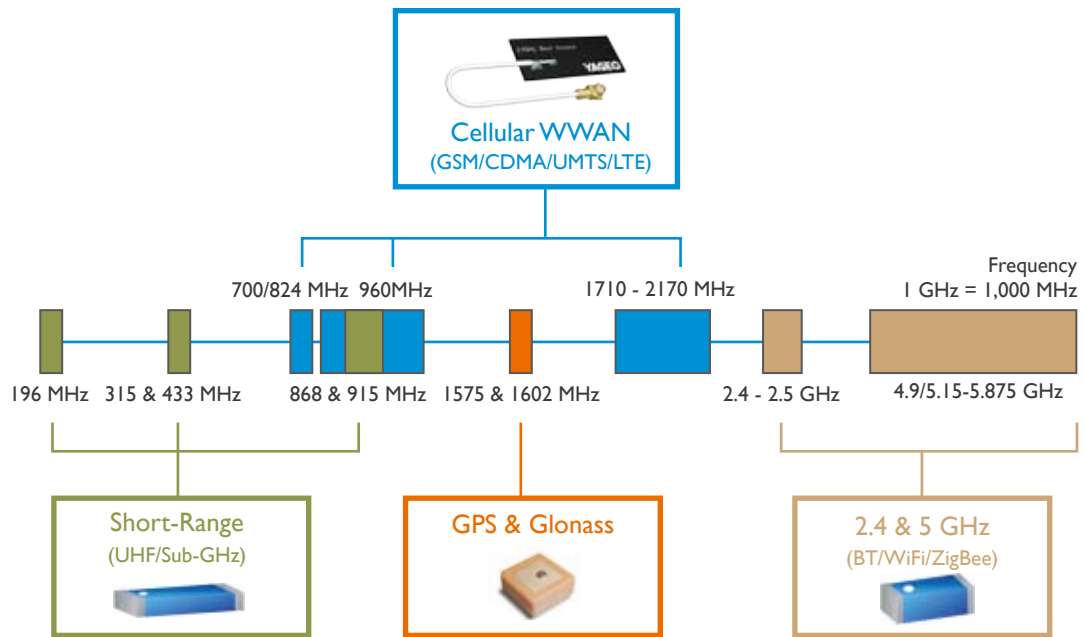 YAGEO
Cellular WWAN
(GSM/CDMA/UMTS/LTE)
Frequency
700/824 MHz 960MHz 1710 - 2170 MHz 1 GHz = 1,000 MHz
196 MHz 315 & 433 MHz 868 & 915 MHz 1575 & 1602 MHz 2.4 - 2.5 GHz 4.9/5.15-5.875 GHz
Short-Range
(UHF/Sub-GHz)
GPS & Glonass
2.4 & 5 GHz
(BT/WiFi/ZigBee)